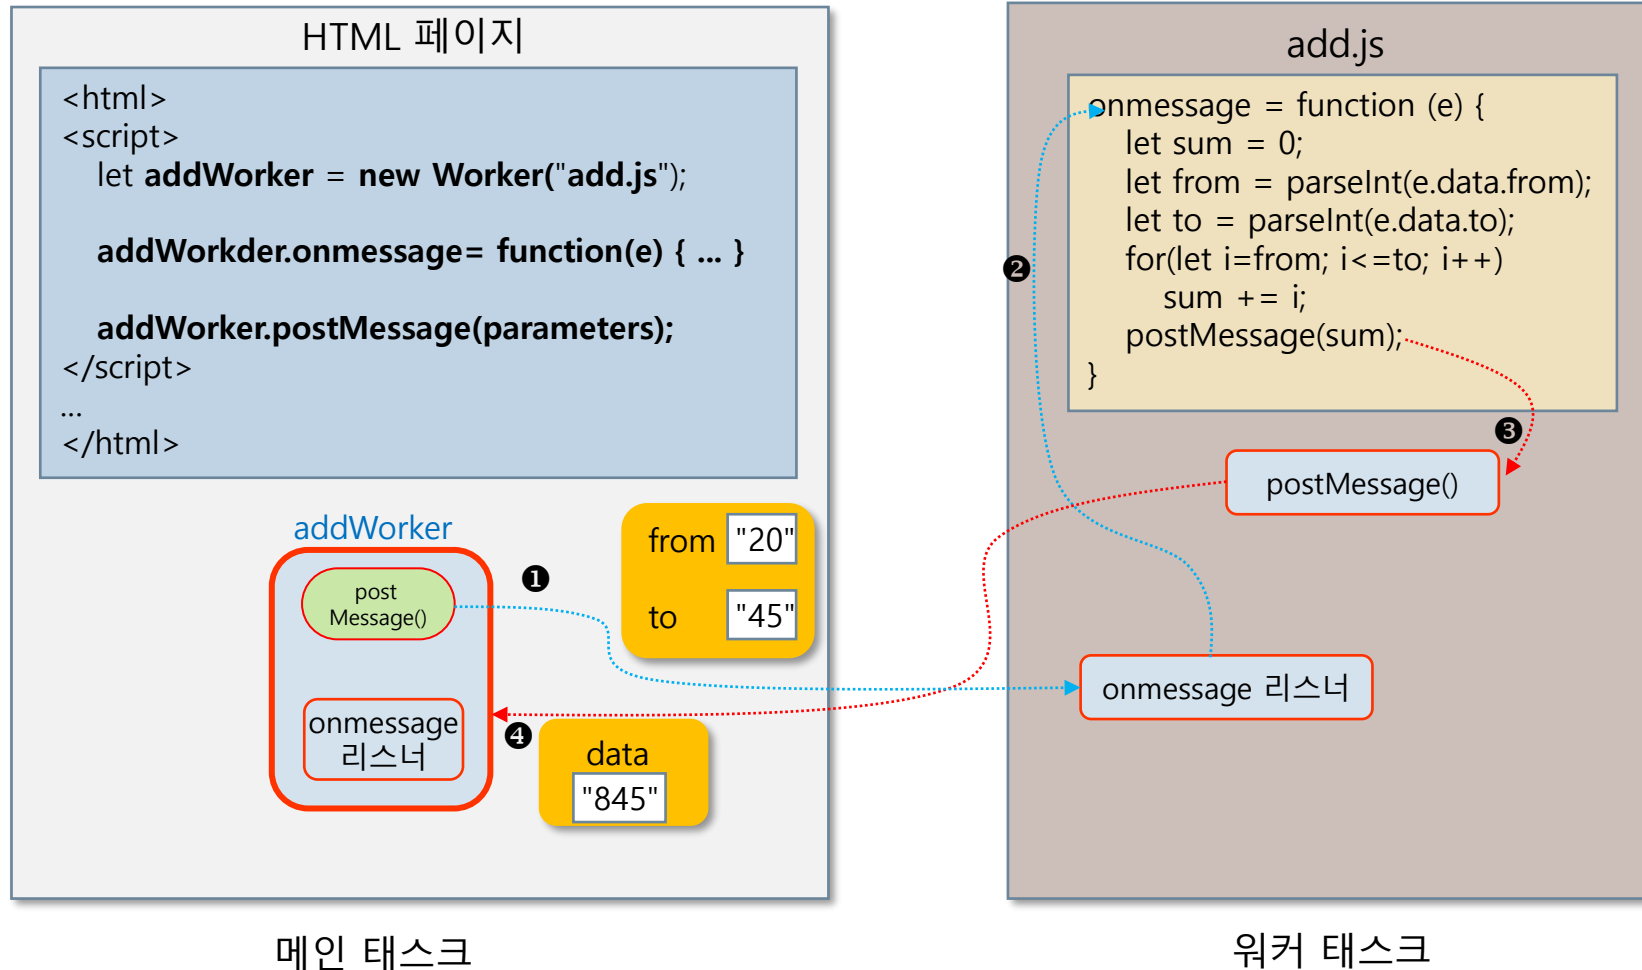 HTML 페이지
<html>
<script>
let addWorker = new Worker("add.js");
addWorkder.onmessage= function(e) { ... }
addWorker.postMessage(parameters);
</script>
...
</html>
addWorker
post
Message()
onmessage
리스너
❶
from "20"
to "45"
❹
data
"845"
메인 태스크
add.js
onmessage = function (e) {
let sum = 0;
let from = parseInt(e.data.from);
let to = parseInt(e.data.to);
for(let i=from; i<=to; i++)
sum += i;
postMessage(sum);
}
❷
❸
postMessage()
onmessage 리스너
워커 태스크